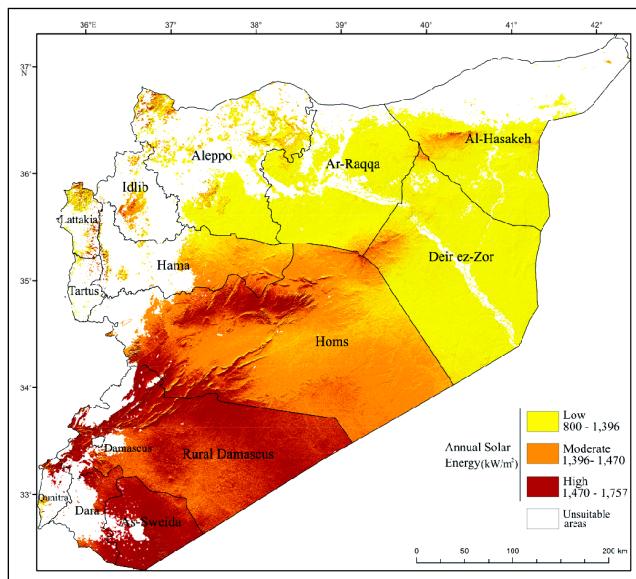 36°E 37° 38° 39° 40° 41° 42°
37°
N
36°
35°
34°
33°
Aleppo
Al-Hasakeh
Ar-Raqqa
Idlib
Lattakia
Hama
Deir ez-Zor
Tartus
Homs
Damascus
Rural Damascus
Dara
As-Sweida
Annual Solar
Energy(kW/m²)
Low
800 - 1,396
Moderate
1,396- 1,470
High
1,470 - 1,757
Unsuitable
areas
0 50 100 200 km